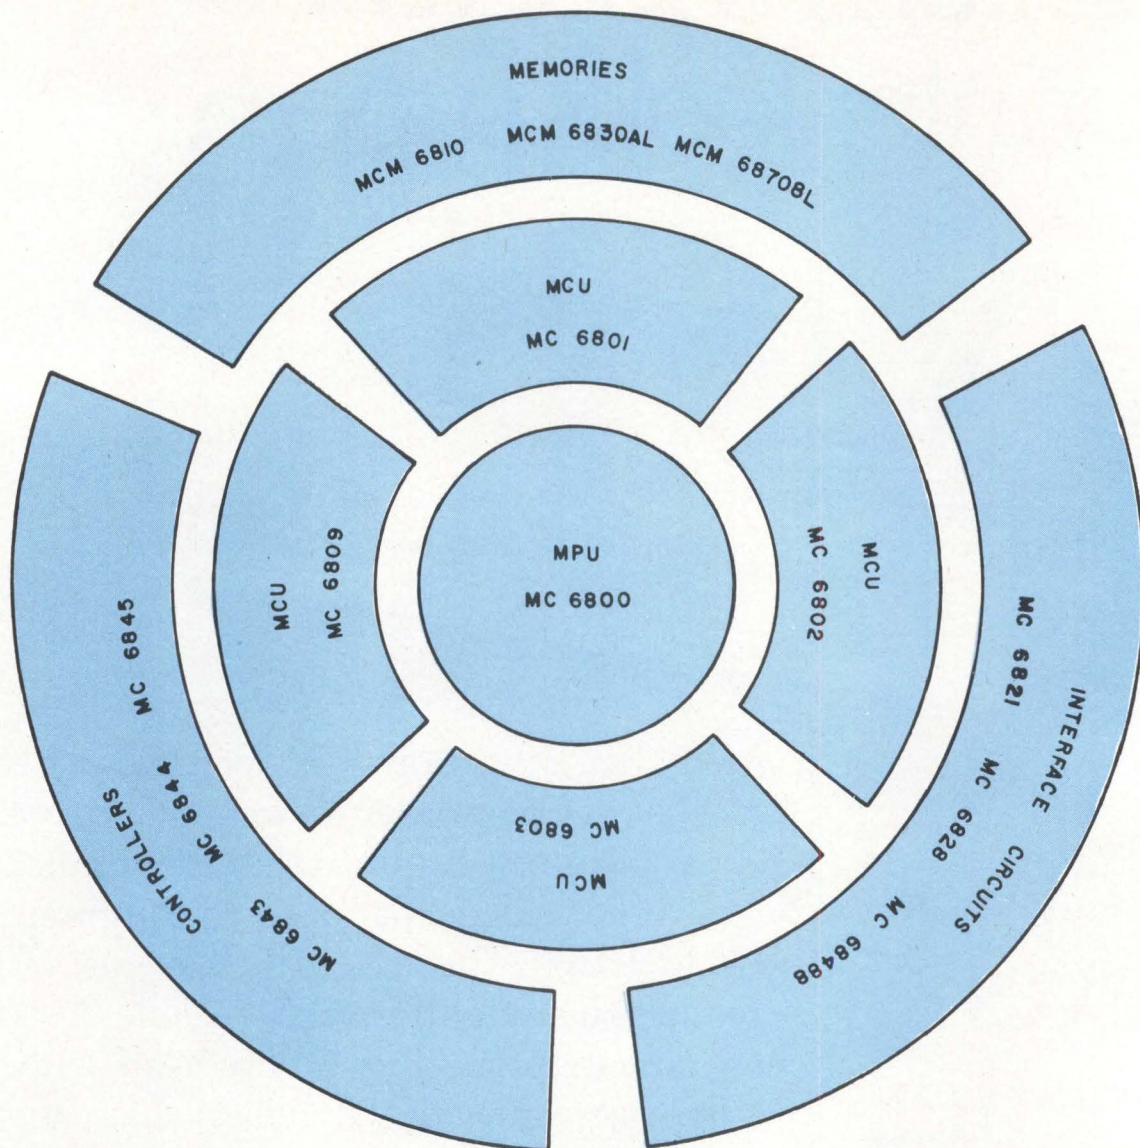 MEMORIES
MCM 6810 MCM 6830AL MCM 68708L
MCU
MC 6801
MCU
MC 6802
MCU
MC 6803
MCU
MC 6809
MPU
MC 6800
INTERFACE CIRCUITS
MC 6821 MC 6828 MC 68488
CONTROLLERS
MC 6843 MC 6844 MC 6845